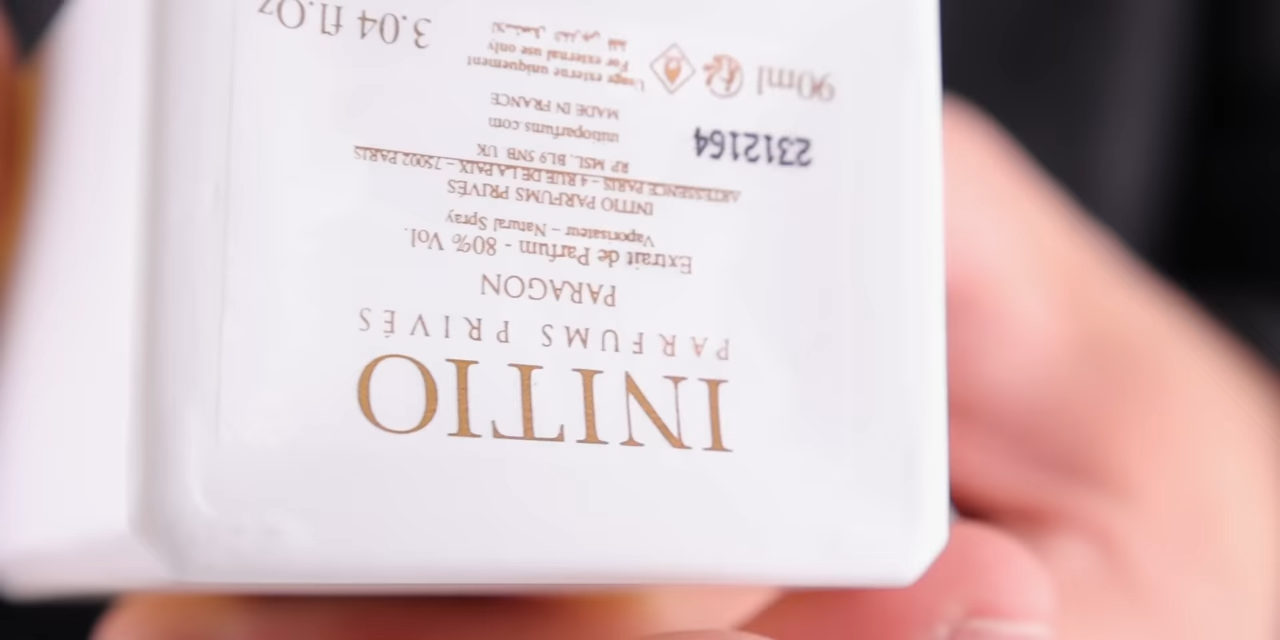 INITIO
PARFUMS PRIVÉS
PARAGON
Extrait de Parfum - 80% Vol.
Vaporisateur – Natural Spray
INITIO PARFUMS PRIVÉS
ARTESSENCE PARIS – 4 RUE DE LA PAIX – 75002 PARIS
RP MSL, BL9 5NB. UK
initioparfums.com
2312164
MADE IN FRANCE
Usage externe uniquement
For external use only
90ml
3.04 fl.Oz